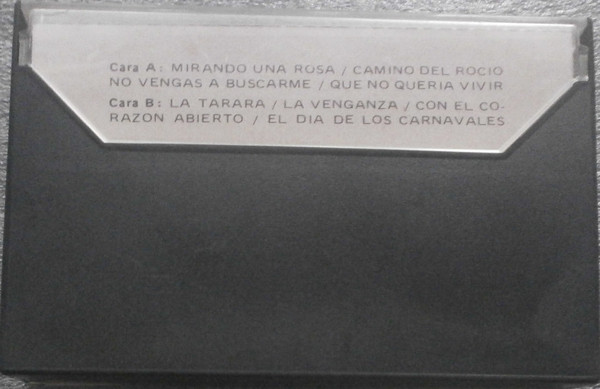 Cara A: MIRANDO UNA ROSA / CAMINO DEL ROCIO
NO VENGAS A BUSCARME / QUE NO QUERIA VIVIR
Cara B: LA TARARA / LA VENGANZA / CON EL CO-
RAZON ABIERTO / EL DIA DE LOS CARNAVALES